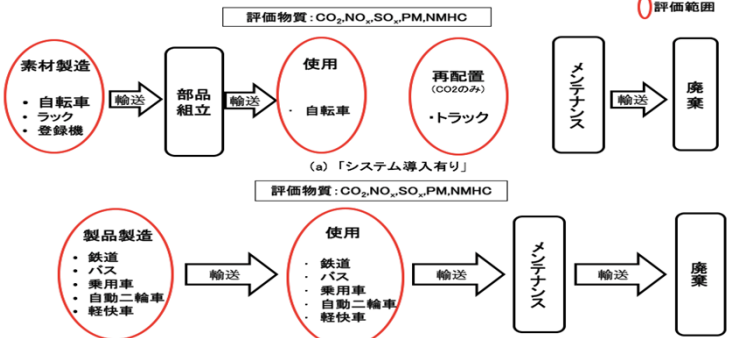 評価範囲
評価物質:CO2,NOx,SOx,PM,NMHC
素材製造
• 自転車
• ラック
• 登録機
輸送
部品
組立
輸送
使用
· 自転車
再配置
(CO2のみ)
・トラック
メンテナンス
輸送
廃棄
(a) 「システム導入有り」
評価物質:CO2,NOx,SOx,PM,NMHC
製品製造
• 鉄道
• バス
• 乗用車
• 自動二輪車
• 軽快車
輸送
使用
· 鉄道
· バス
· 乗用車
· 自動二輪車
· 軽快車
輸送
メンテナンス
輸送
廃棄